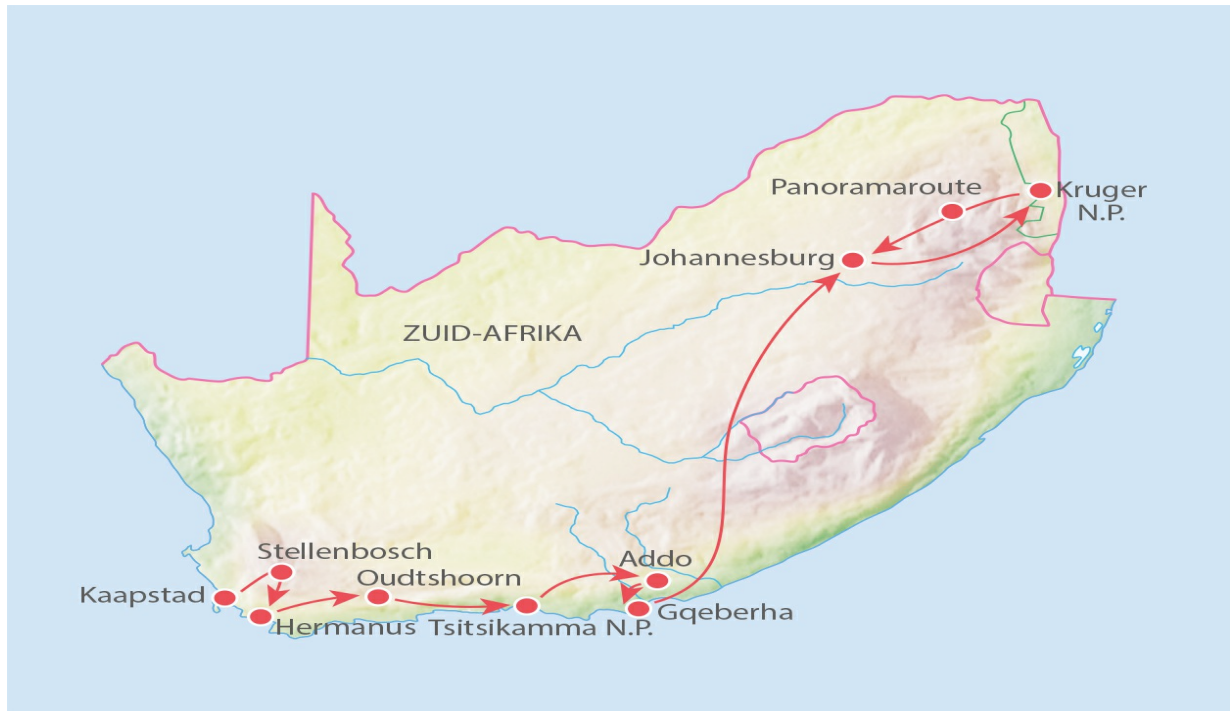 Panoramaroute
Kruger
N.P.
Johannesburg
ZUID-AFRIKA
Stellenbosch
Addo
Oudtshoorn
Kaapstad
Gqeberha
Hermanus
Tsitsikamma N.P.